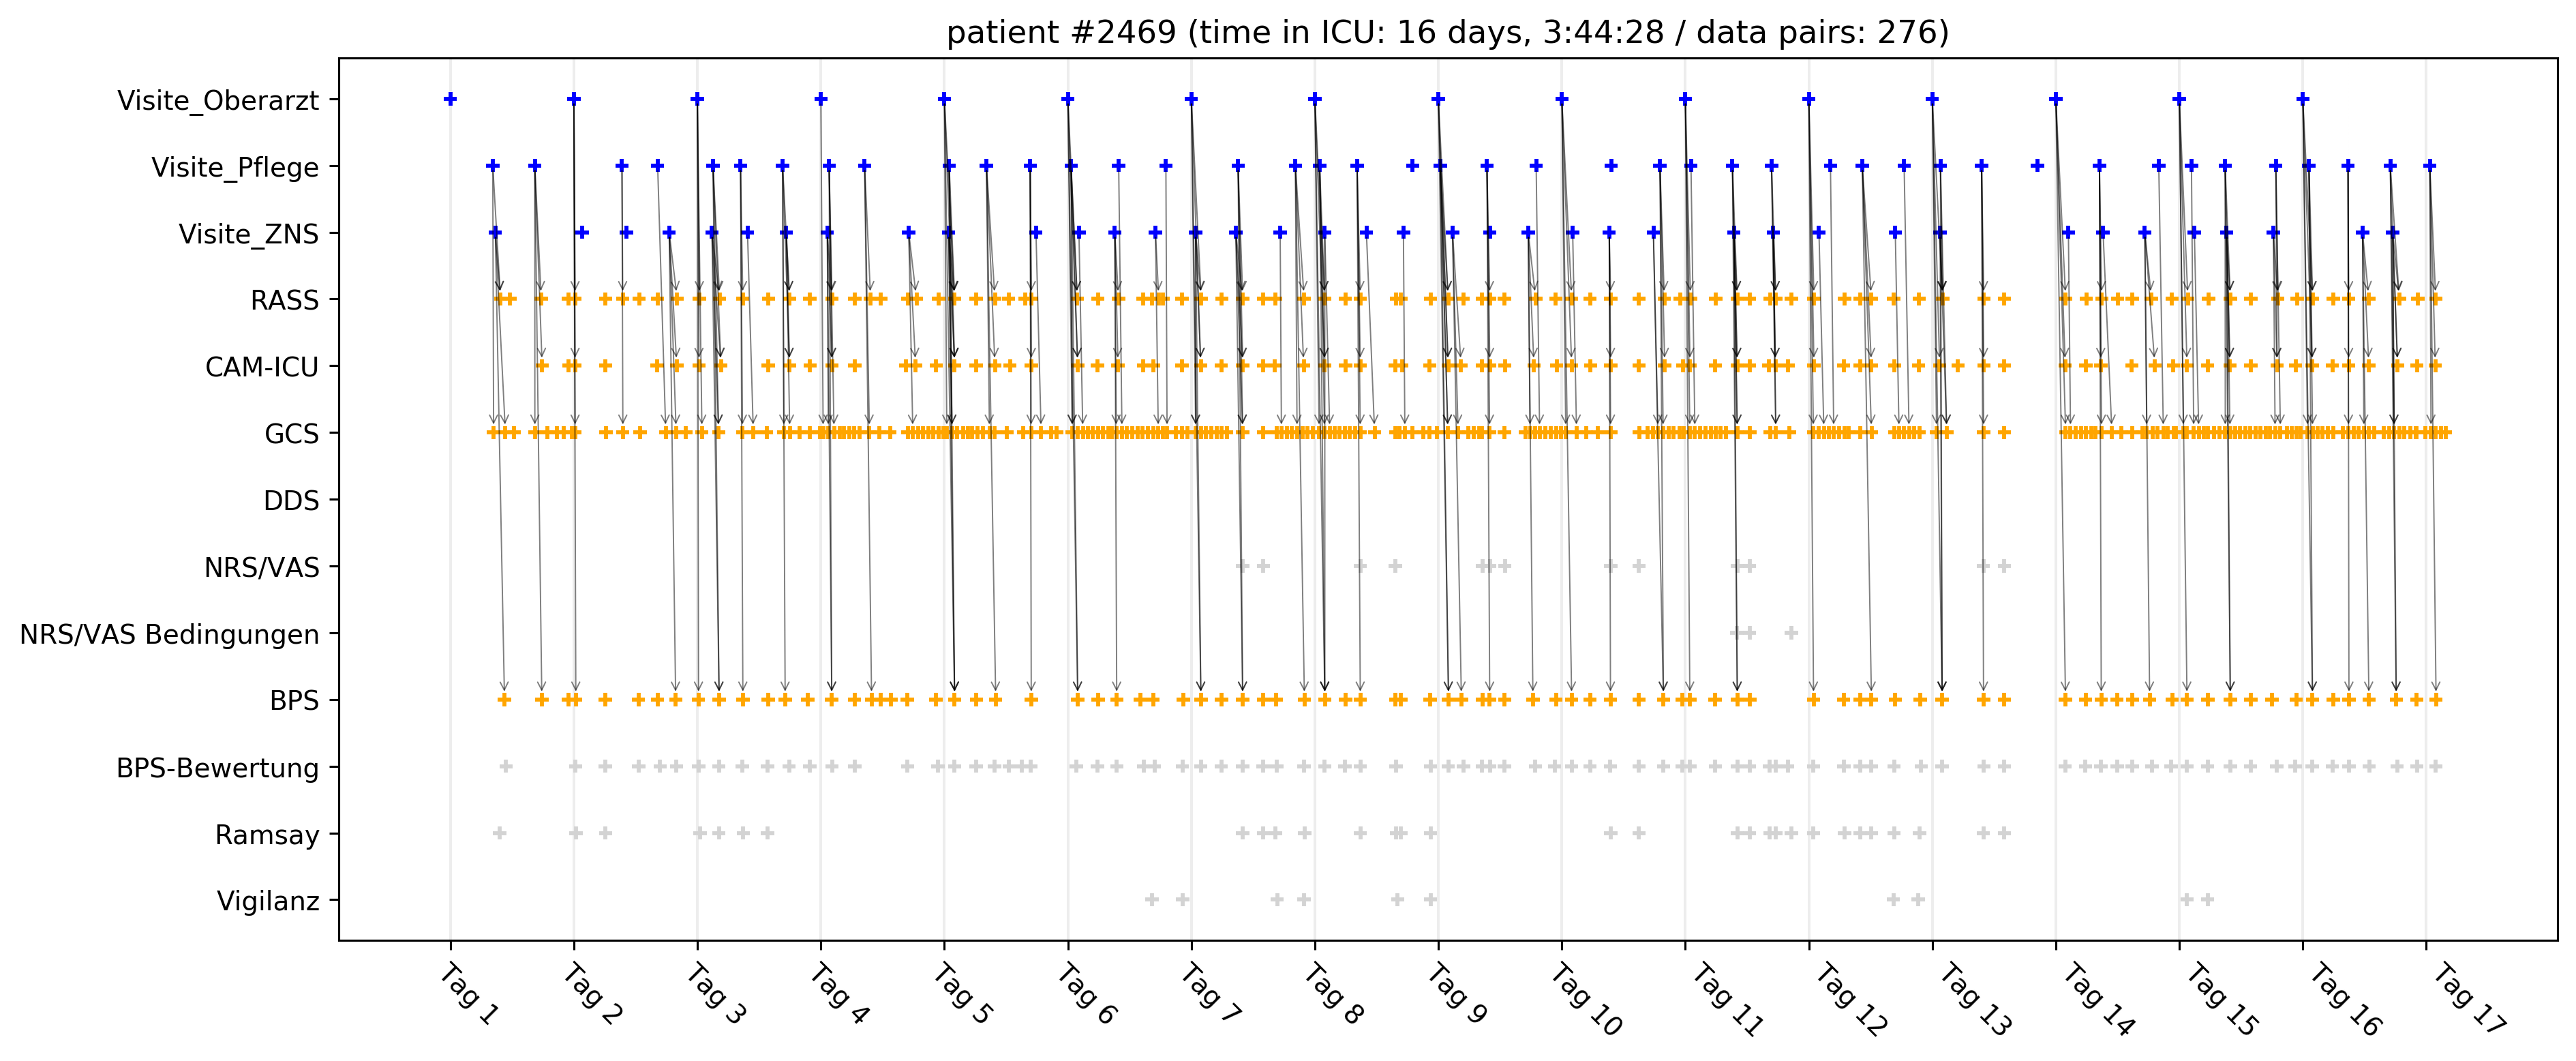 patient #2469 (time in ICU: 16 days, 3:44:28 / data pairs: 276)
Visite_Oberarzt
Visite_Pflege
Visite_ZNS
RASS
CAM-ICU
GCS
DDS
NRS/VAS
NRS/VAS Bedingungen
BPS
BPS-Bewertung
Ramsay
Vigilanz
Tag 1
Tag 2
Tag 3
Tag 4
Tag 5
Tag 6
Tag 7
Tag 8
Tag 9
Tag 10
Tag 11
Tag 12
Tag 13
Tag 14
Tag 15
Tag 16
Tag 17